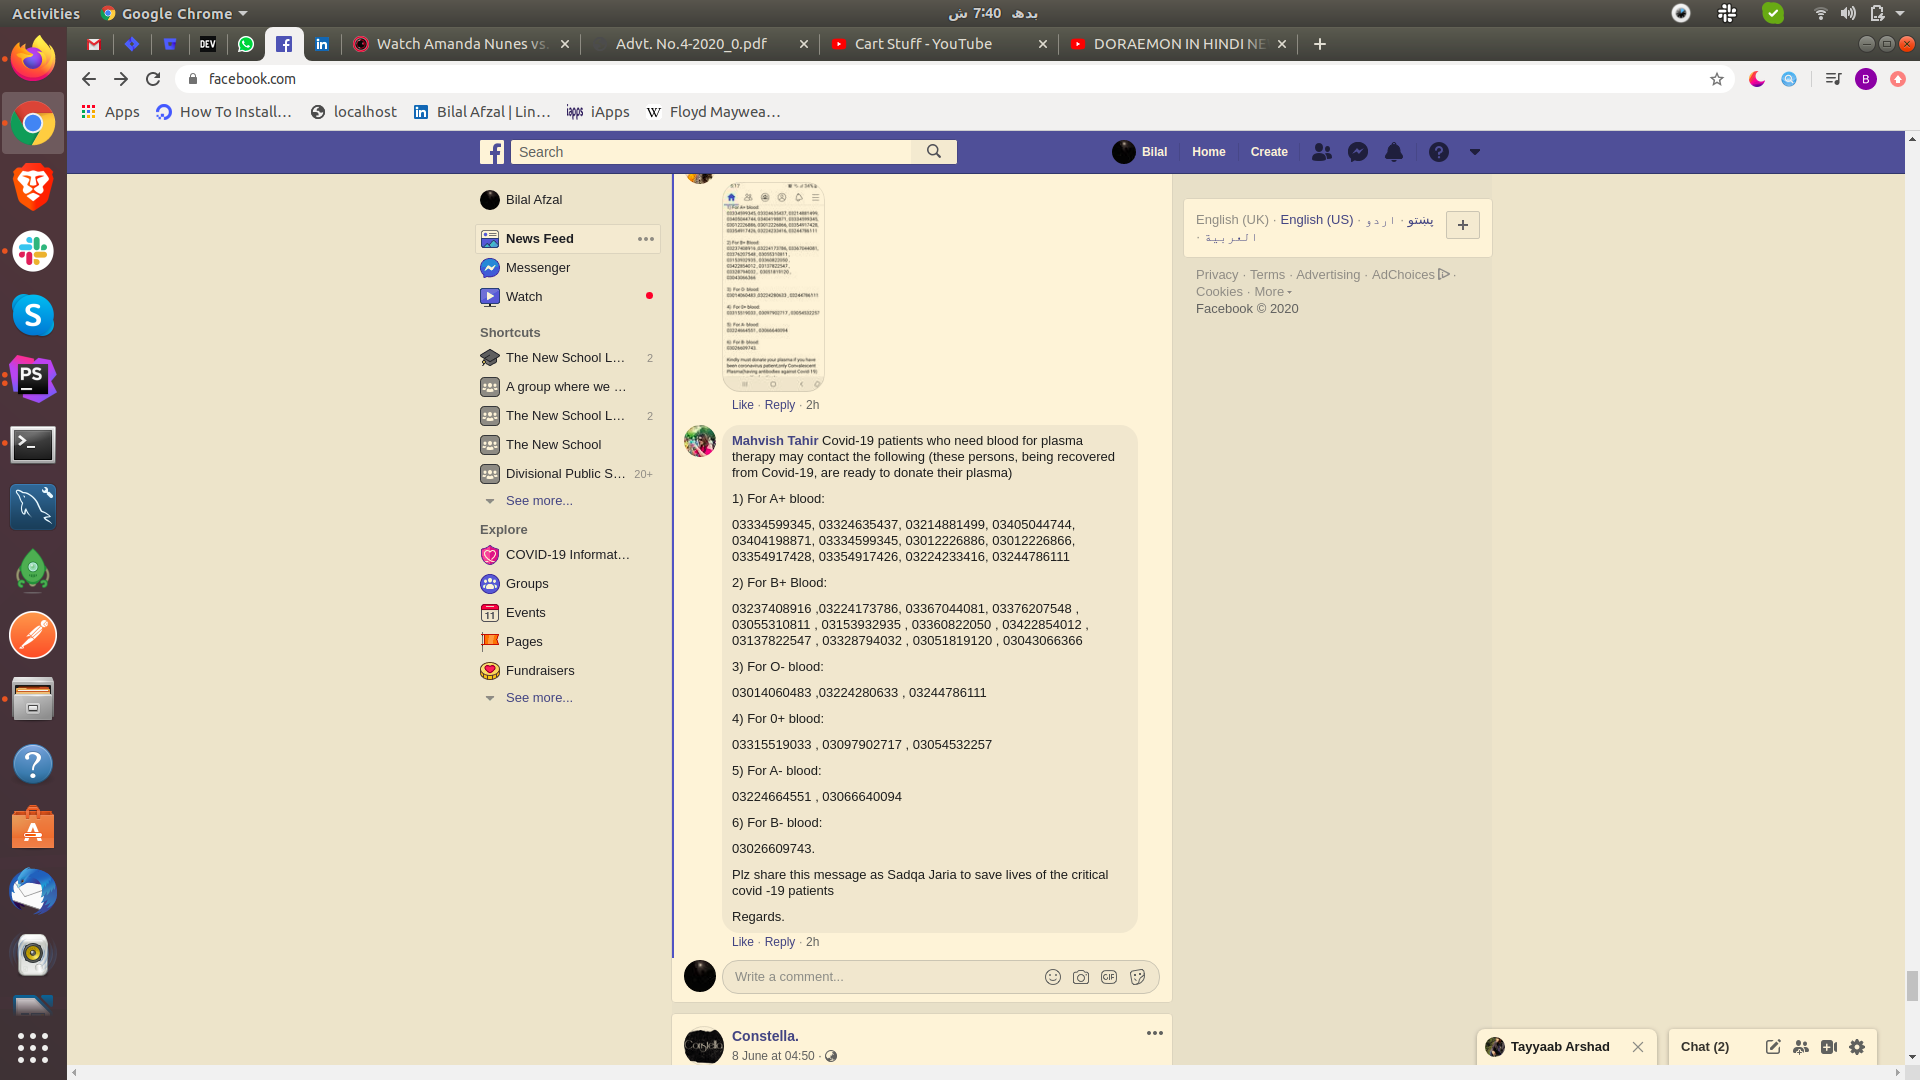 Activities
Google Chrome
بدھ 7:40 ش
DEV
Watch Amanda Nunes vs.
Advt. No.4-2020_0.pdf
Cart Stuff - YouTube
DORAEMON IN HINDI NE
facebook.com
B
Apps
How To Install…
localhost
Bilal Afzal | Lin…
iApps
Floyd Maywea…
Search
Bilal
Home
Create
Bilal Afzal
News Feed
Messenger
Watch
Shortcuts
The New School L... 2
A group where we ...
The New School L... 2
The New School
Divisional Public S... 20+
See more...
Explore
COVID-19 Informat...
Groups
Events
Pages
Fundraisers
See more...
Like · Reply · 2h
Mahvish Tahir Covid-19 patients who need blood for plasma
therapy may contact the following (these persons, being recovered
from Covid-19, are ready to donate their plasma)
1) For A+ blood:
03334599345, 03324635437, 03214881499, 03405044744,
03404198871, 03334599345, 03012226886, 03012226866,
03354917428, 03354917426, 03224233416, 03244786111
2) For B+ Blood:
03237408916 ,03224173786, 03367044081, 03376207548 ,
03055310811 , 03153932935 , 03360822050 , 03422854012 ,
03137822547 , 03328794032 , 03051819120 , 03043066366
3) For O- blood:
03014060483 ,03224280633 , 03244786111
4) For 0+ blood:
03315519033 , 03097902717 , 03054532257
5) For A- blood:
03224664551 , 03066640094
6) For B- blood:
03026609743.
Plz share this message as Sadqa Jaria to save lives of the critical
covid -19 patients
Regards.
Like · Reply · 2h
Write a comment...
GIF
Constella.
8 June at 04:50 ·
English (UK) · English (US) · اردو · پښتو
· العربية
Privacy · Terms · Advertising · AdChoices ·
Cookies · More
Facebook © 2020
Tayyaab Arshad
Chat (2)